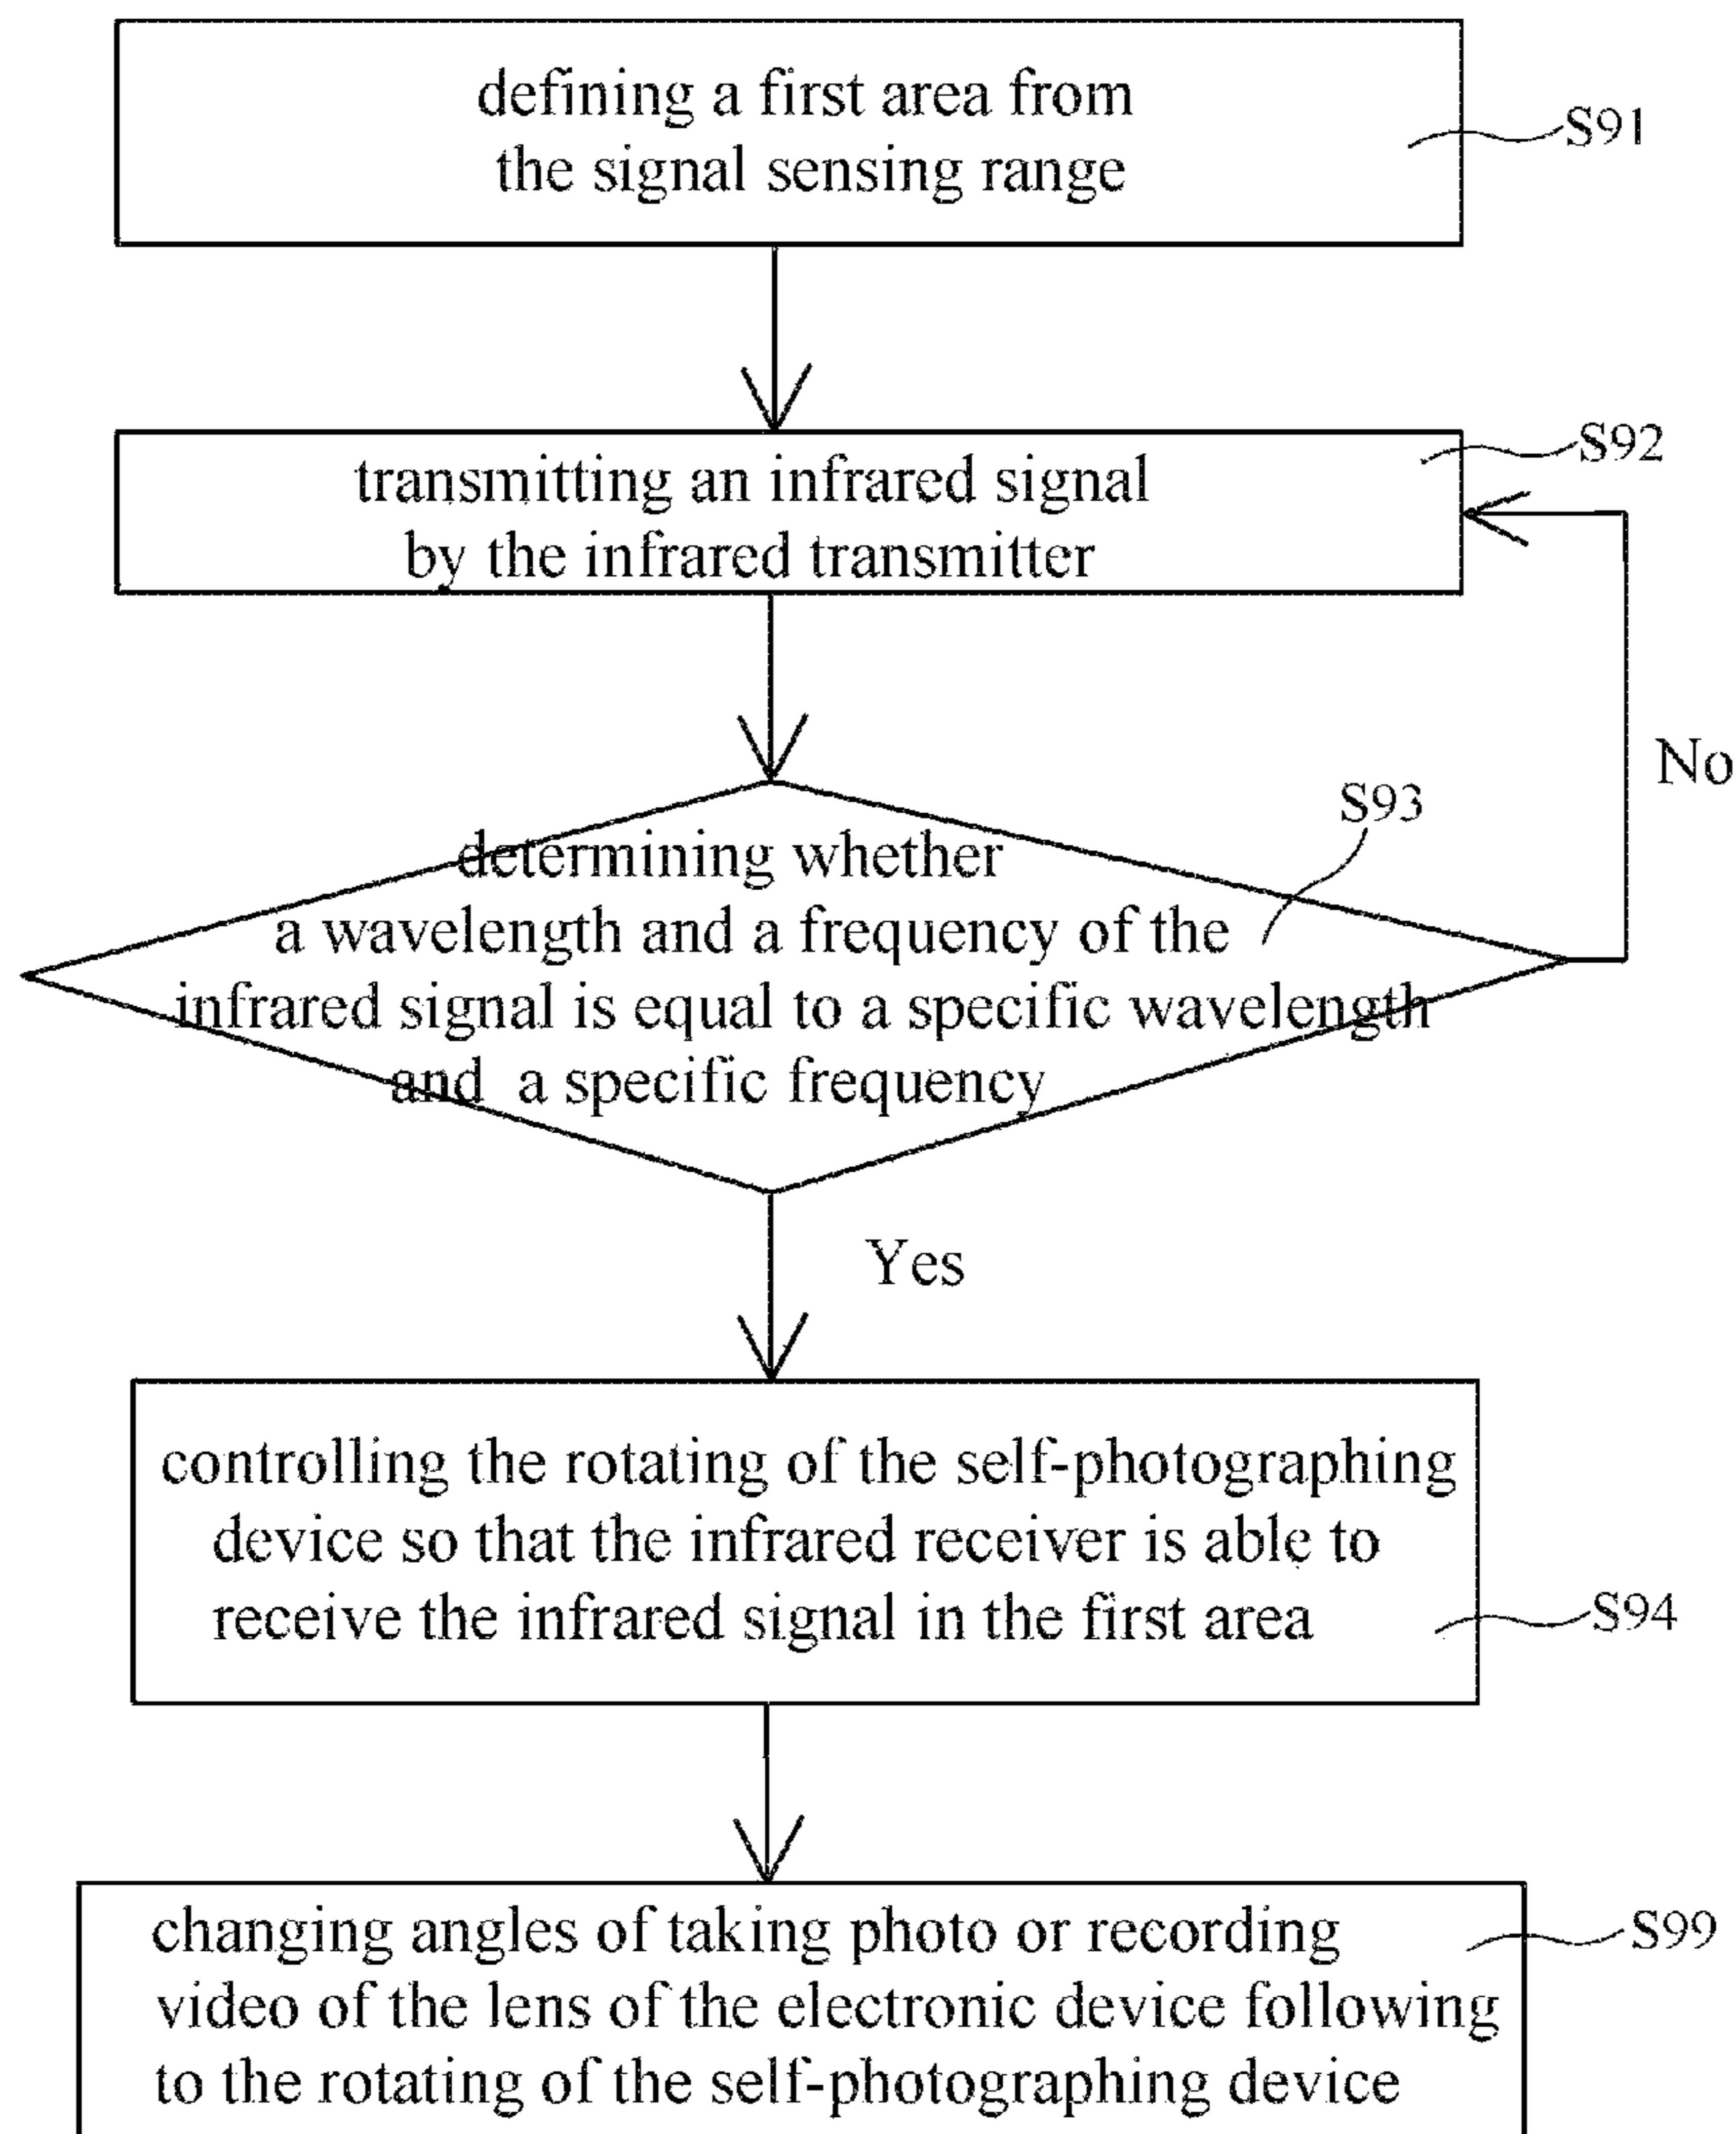 defining a first area from
the signal sensing range
S91
transmitting an infrared signal
by the infrared transmitter
S92
No
S93
determining whether
a wavelength and a frequency of the
infrared signal is equal to a specific wavelength
and a specific frequency
Yes
controlling the rotating of the self-photographing
device so that the infrared receiver is able to
receive the infrared signal in the first area
S94
changing angles of taking photo or recording
video of the lens of the electronic device following
to the rotating of the self-photographing device
S99